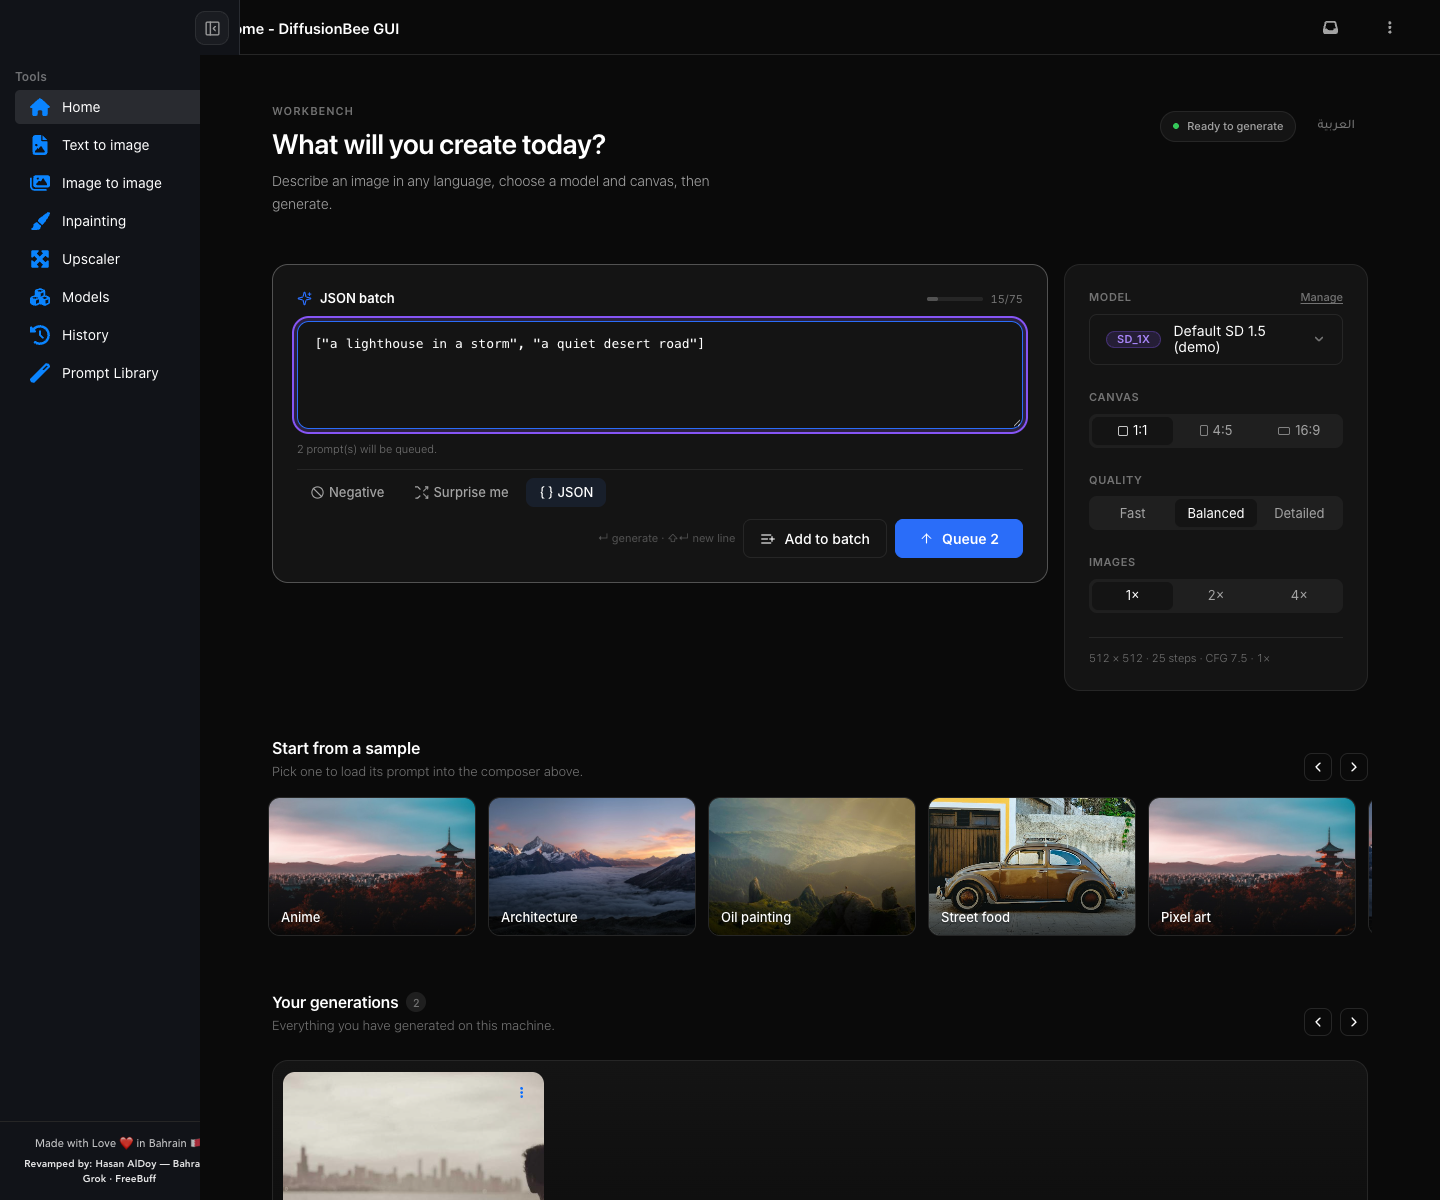 - DiffusionBee GUI
Tools
Home
Text to image
Image to image
Inpainting
Upscaler
Models
History
Prompt Library
WORKBENCH
What will you create today?
Describe an image in any language, choose a model and canvas, then
generate.
Ready to generate
العربية
JSON batch
15/75
["a lighthouse in a storm", "a quiet desert road"]
2 prompt(s) will be queued.
Negative
Surprise me
{ } JSON
↵ generate · ⇧↵ new line
Add to batch
Queue 2
MODEL
Manage
SD_1X
Default SD 1.5
(demo)
CANVAS
1:1
4:5
16:9
QUALITY
Fast
Balanced
Detailed
IMAGES
1×
2×
4×
512 × 512 · 25 steps · CFG 7.5 · 1×
Start from a sample
Pick one to load its prompt into the composer above.
Anime
Architecture
Oil painting
Street food
Pixel art
Your generations
2
Everything you have generated on this machine.
Made with Love ❤️ in Bahrain
Revamped by: Hasan AlDoy —
Grok · FreeBuff